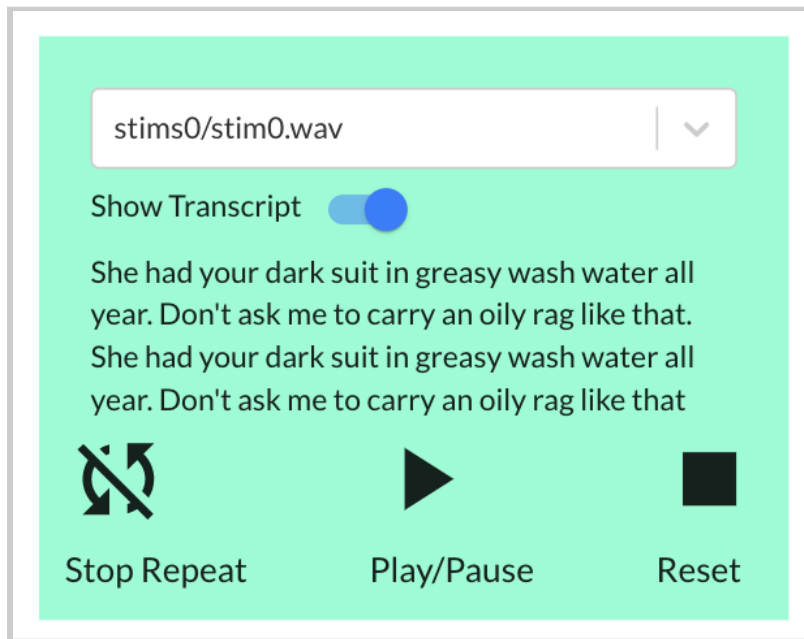 stims0/stim0.wav
Show Transcript
She had your dark suit in greasy wash water all
year. Don't ask me to carry an oily rag like that.
She had your dark suit in greasy wash water all
year. Don't ask me to carry an oily rag like that
Stop Repeat
Play/Pause
Reset